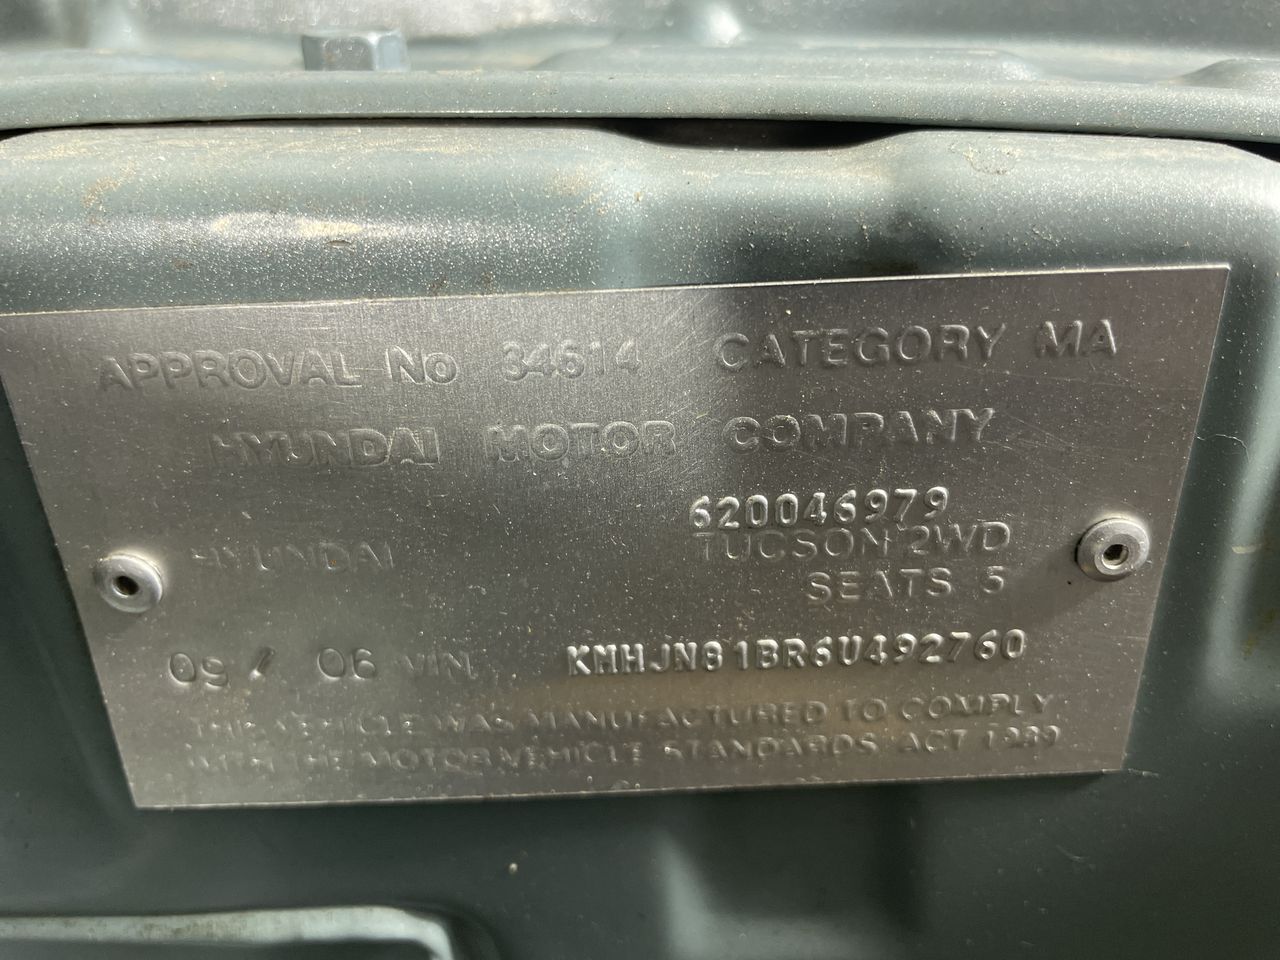 APPROVAL No 34614 CATEGORY MA
HYUNDAI MOTOR COMPANY
620046979
HYUNDAI TUCSON 2WD
SEATS 5
09 / 06 VIN KMHJN81BR6U492760
THIS VEHICLE WAS MANUFACTURED TO COMPLY
WITH THE MOTOR VEHICLE STANDARDS ACT 1989